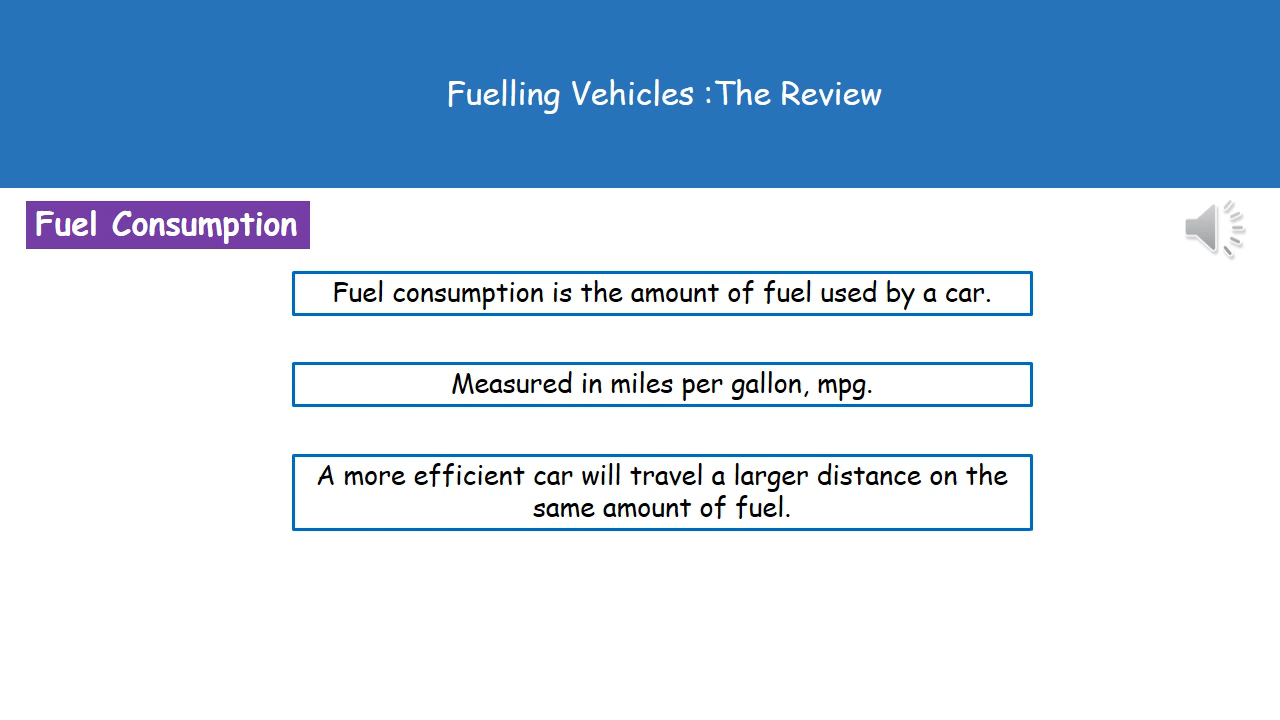 Fuelling Vehicles :The Review
Fuel Consumption
Fuel consumption is the amount of fuel used by a car.
Measured in miles per gallon, mpg.
A more efficient car will travel a larger distance on the
same amount of fuel.